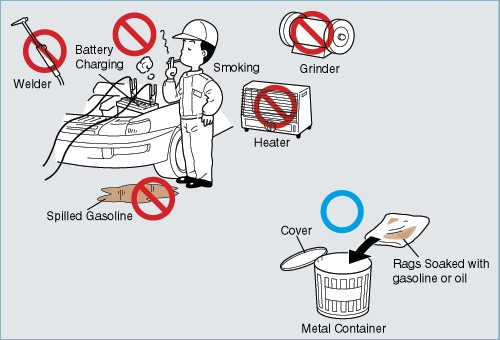 Battery
Charging
Welder
Smoking
Grinder
Heater
Spilled Gasoline
Cover
Rags Soaked with
gasoline or oil
Metal Container